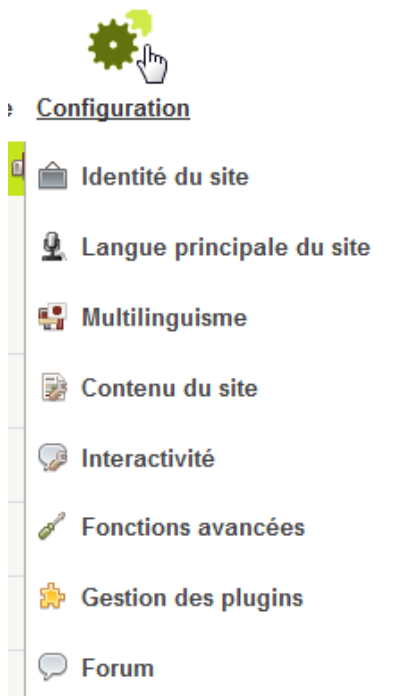 Configuration
Identité du site
Langue principale du site
Multilinguisme
Contenu du site
Interactivité
Fonctions avancées
Gestion des plugins
Forum